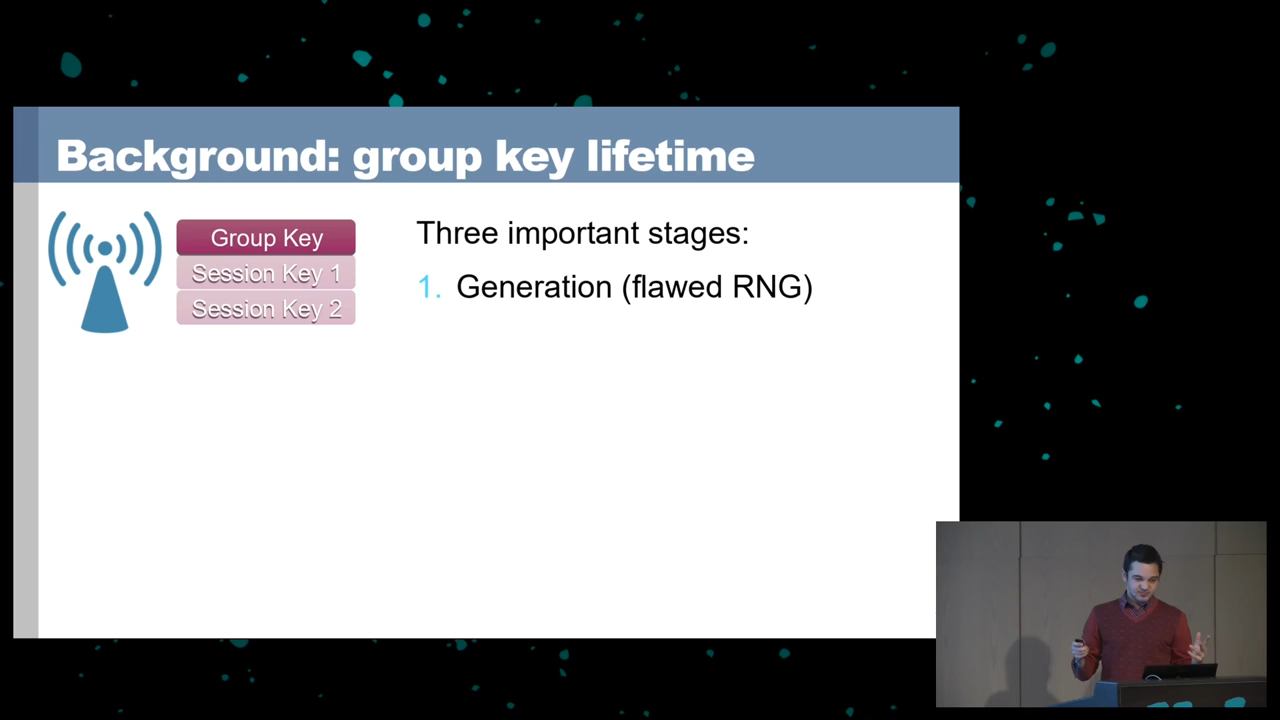 Background: group key lifetime
Group Key
Session Key 1
Session Key 2
Three important stages:
1. Generation (flawed RNG)